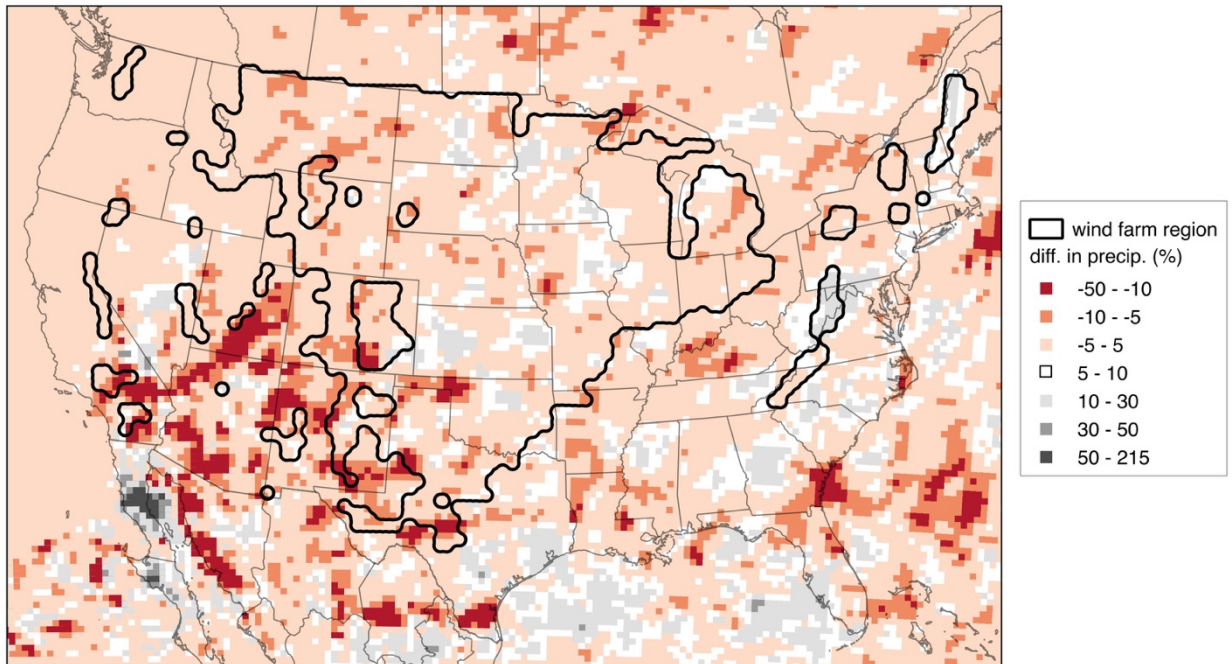 wind farm region
diff. in precip. (%)
-50 - -10
-10 - -5
-5 - 5
5 - 10
10 - 30
30 - 50
50 - 215